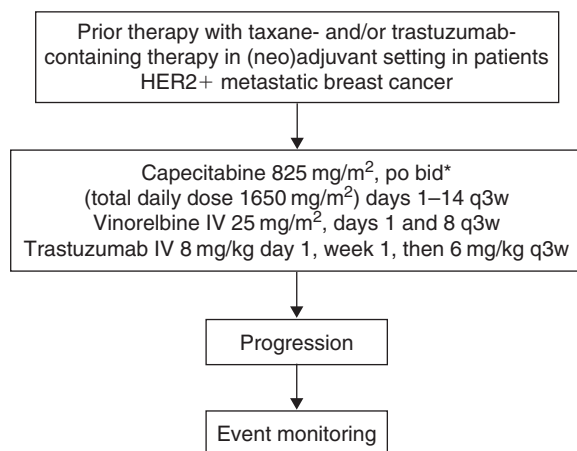 Prior therapy with taxane- and/or trastuzumab-
containing therapy in (neo)adjuvant setting in patients
HER2+ metastatic breast cancer
Capecitabine 825 mg/m², po bid*
(total daily dose 1650 mg/m²) days 1–14 q3w
Vinorelbine IV 25 mg/m², days 1 and 8 q3w
Trastuzumab IV 8 mg/kg day 1, week 1, then 6 mg/kg q3w
Progression
Event monitoring